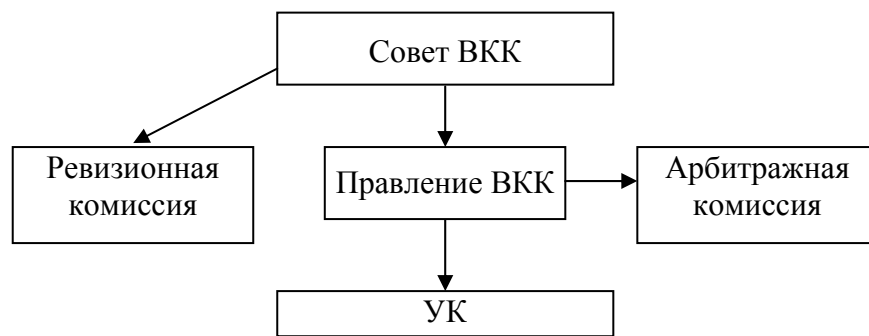 Совет ВКК
Ревизионная
комиссия
Правление ВКК
Арбитражная
комиссия
УК